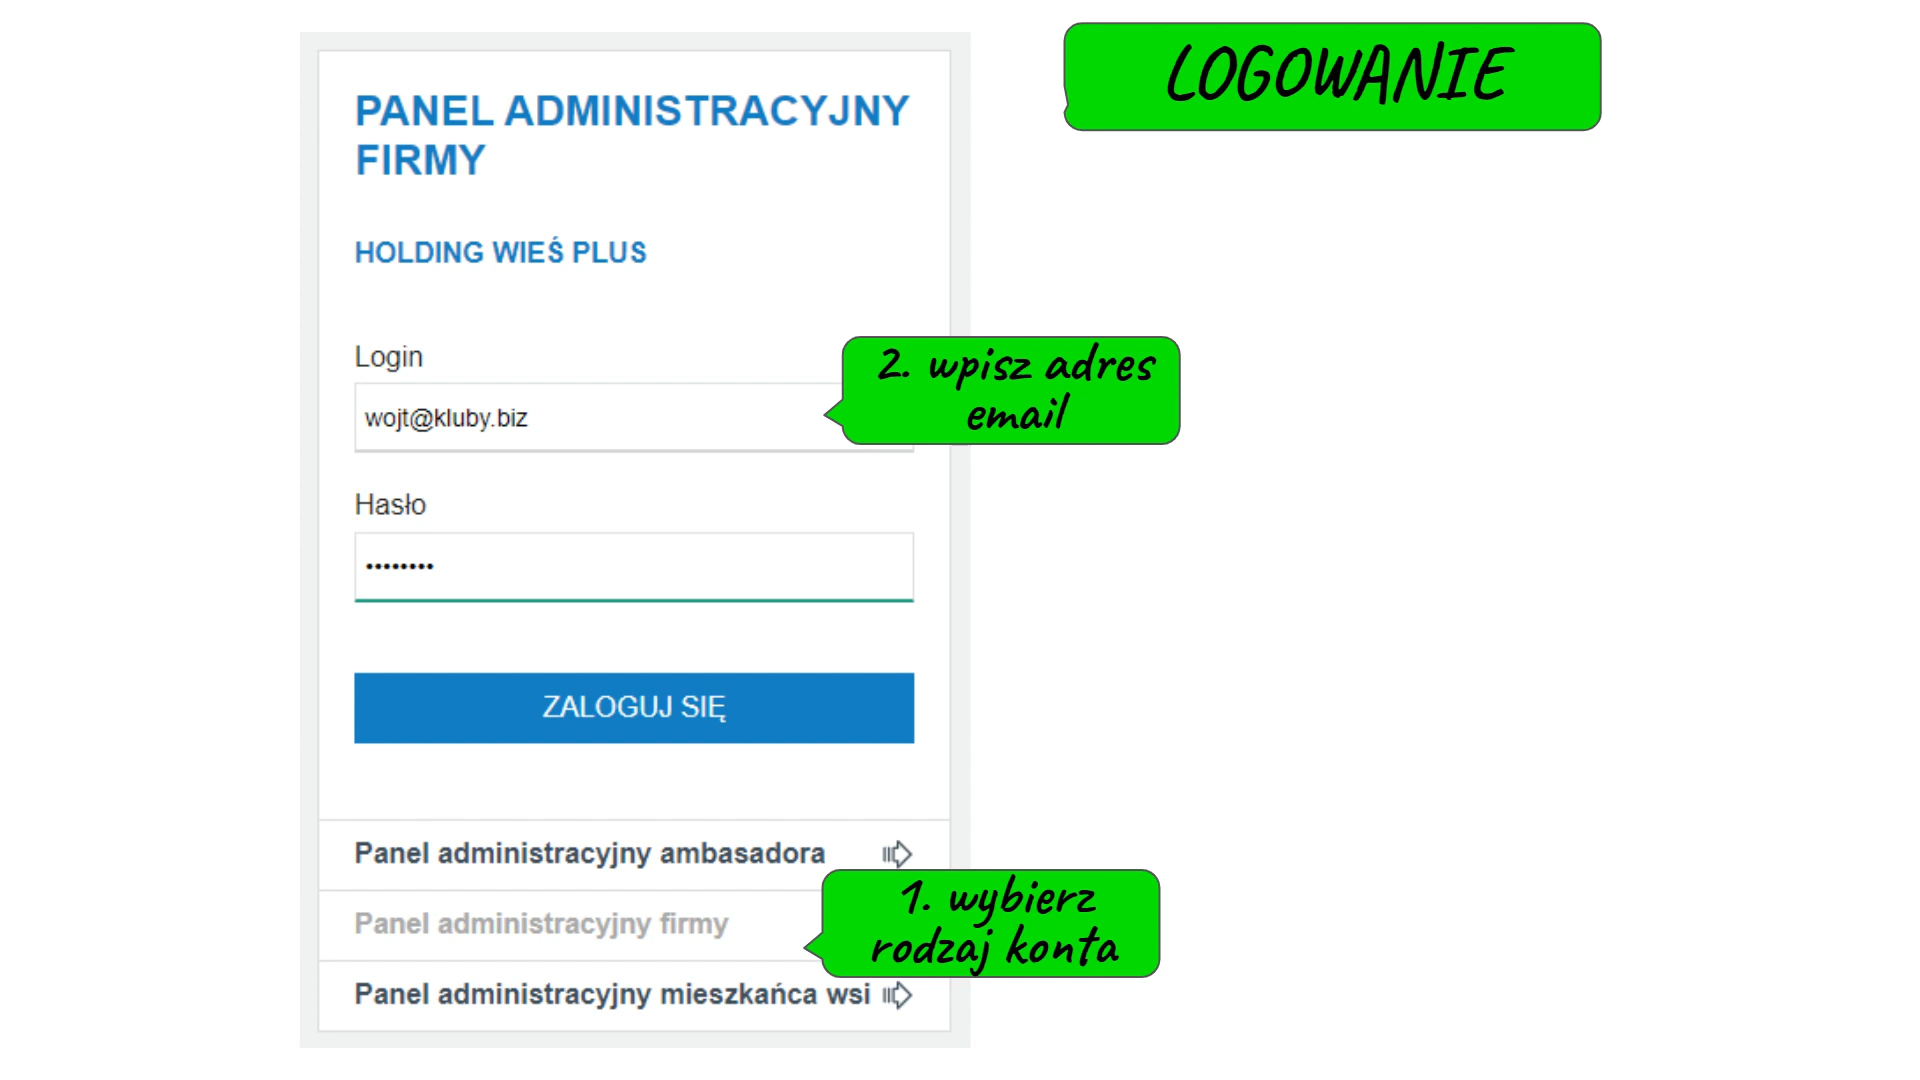 LOGOWANIE
PANEL ADMINISTRACYJNY
FIRMY
HOLDING WIEŚ PLUS
Login
wojt@kluby.biz
2. wpisz adres
email
Hasło
••••••••
ZALOGUJ SIĘ
Panel administracyjny ambasadora
Panel administracyjny firmy
1. wybierz
rodzaj konta
Panel administracyjny mieszkańca wsi